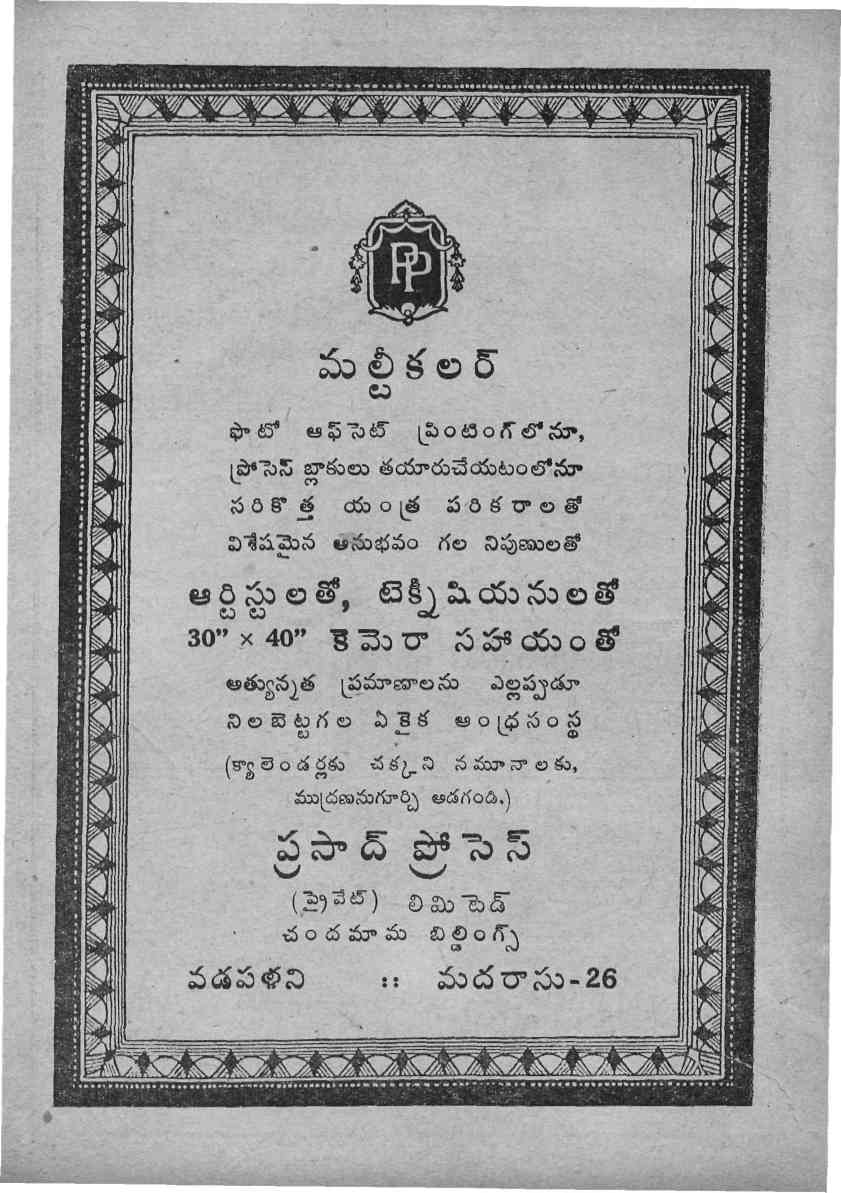 PP
మల్టీకలర్
ఫొటో ఆఫ్‌సెట్ ప్రింటింగ్‌లోనూ,
ప్రోసెస్ బ్లాకులు తయారుచేయటంలోనూ
సరికొత్త యంత్ర పరికరాలతో
విశేషమైన అనుభవం గల నిపుణులతో
ఆర్టిస్టులతో, టెక్నీషియనులతో
30” × 40” కెమెరా సహాయంతో
అత్యున్నత ప్రమాణాలను ఎల్లప్పుడూ
నిలబెట్టగల ఏకైక ఆంధ్రసంస్థ
(క్యాలెండర్లకు చక్కని నమూనాలకు,
ముద్రణనుగూర్చి అడగండి.)
ప్రసాద్ ప్రోసెస్
(ప్రైవేట్) లిమిటెడ్
చందమామ బిల్డింగ్స్
వడపళని :: మదరాసు-26